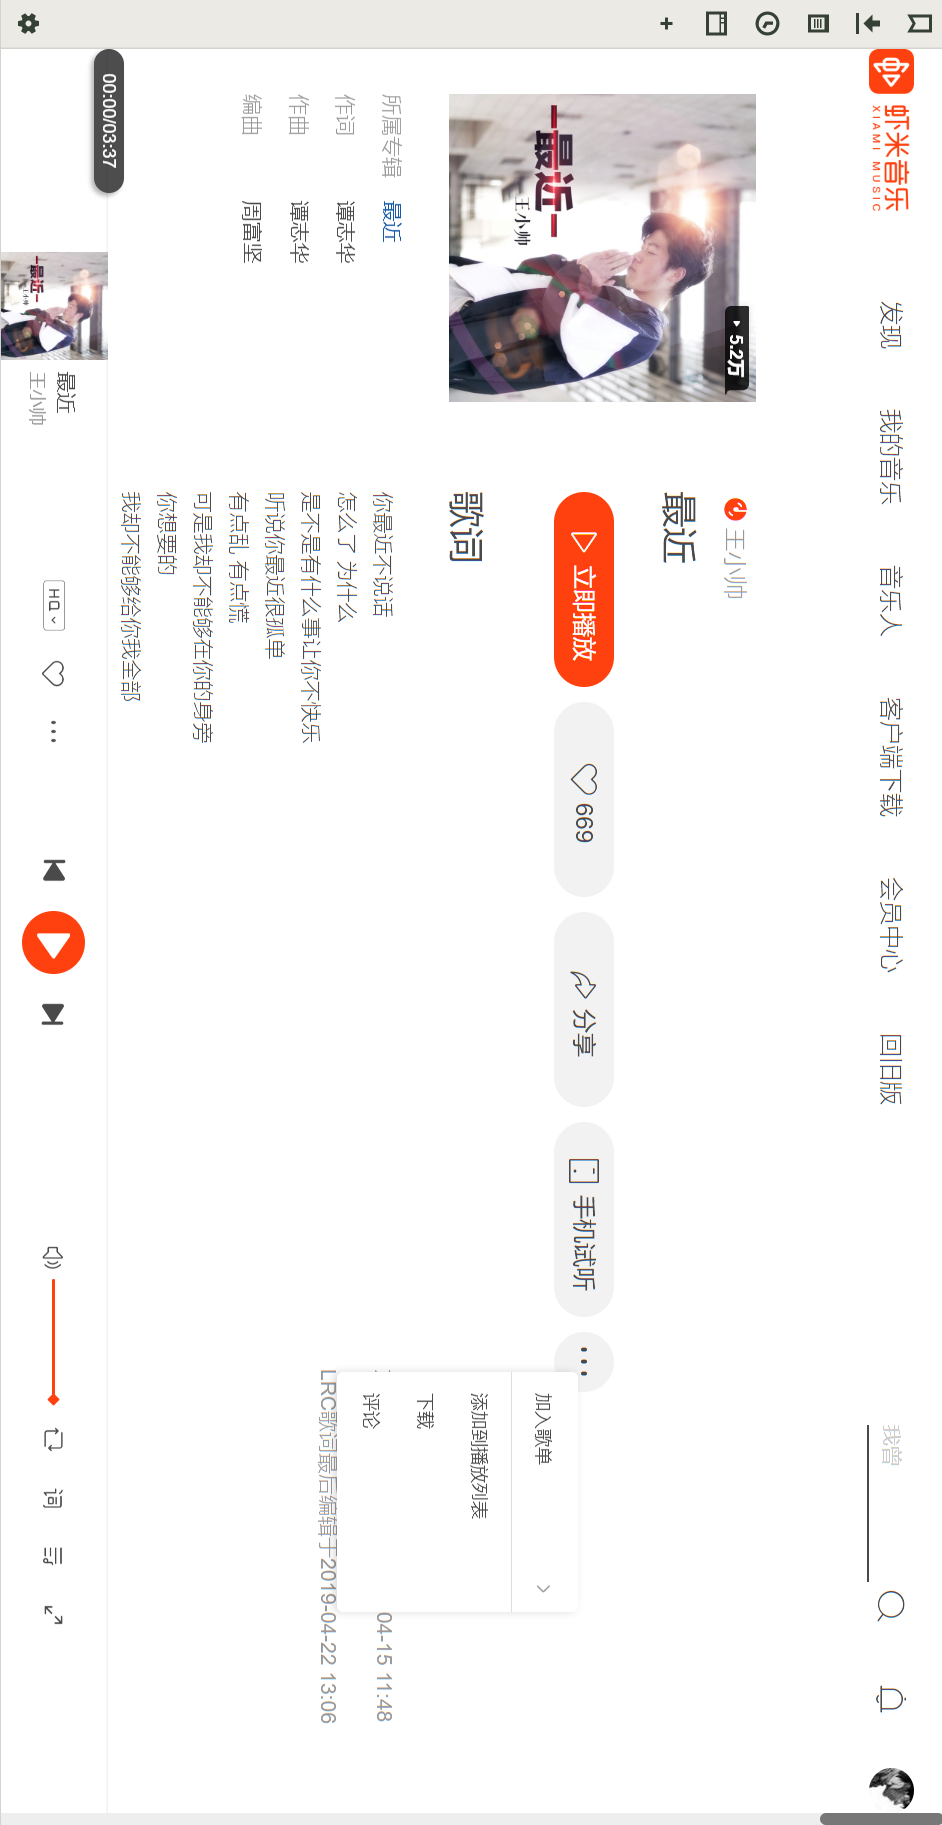 虾米音乐
XIAMI MUSIC
发现
我的音乐
音乐人
客户端下载
会员中心
回旧版
我曾
5.2万
最近
王小帅
王小帅
最近
立即播放
669
分享
手机试听
加入歌单
添加到播放列表
下载
评论
歌词
所属专辑 最近
作词 谭志华
作曲 谭志华
编曲 周富坚
你最近不说话
怎么了 为什么
是不是有什么事让你不快乐
听说你最近很孤单
有点乱 有点慌
可是我却不能够在你的身旁
你想要的
我却不能够给你我全部
04-15 11:48
LRC歌词最后编辑于2019-04-22 13:06
00:00/03:37
最近
王小帅
最近
王小帅
HQ
词